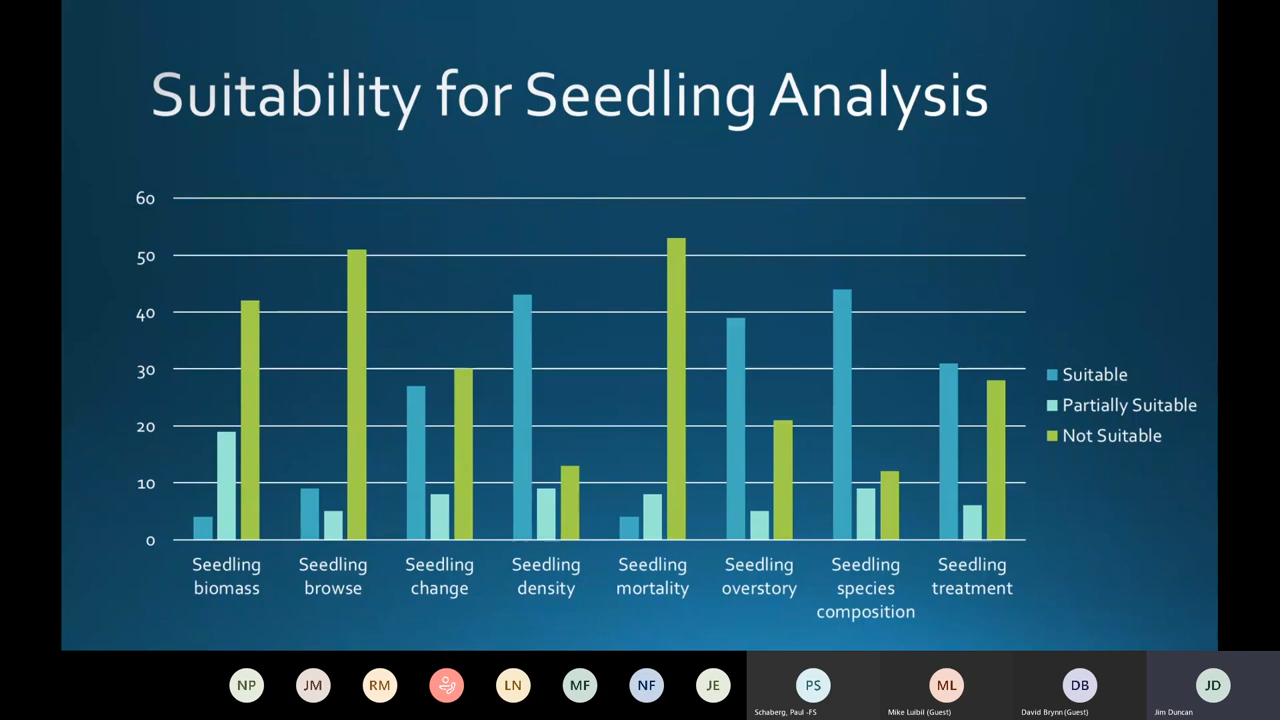 Suitability for Seedling Analysis
60
50
40
30
20
10
0
Suitable
Partially Suitable
Not Suitable
Seedling biomass
Seedling browse
Seedling change
Seedling density
Seedling mortality
Seedling overstory
Seedling species composition
Seedling treatment
NP JM RM LN MF NF JE PS ML DB JD
Schaberg, Paul -FS Mike Luibil (Guest) David Brynn (Guest) Jim Duncan